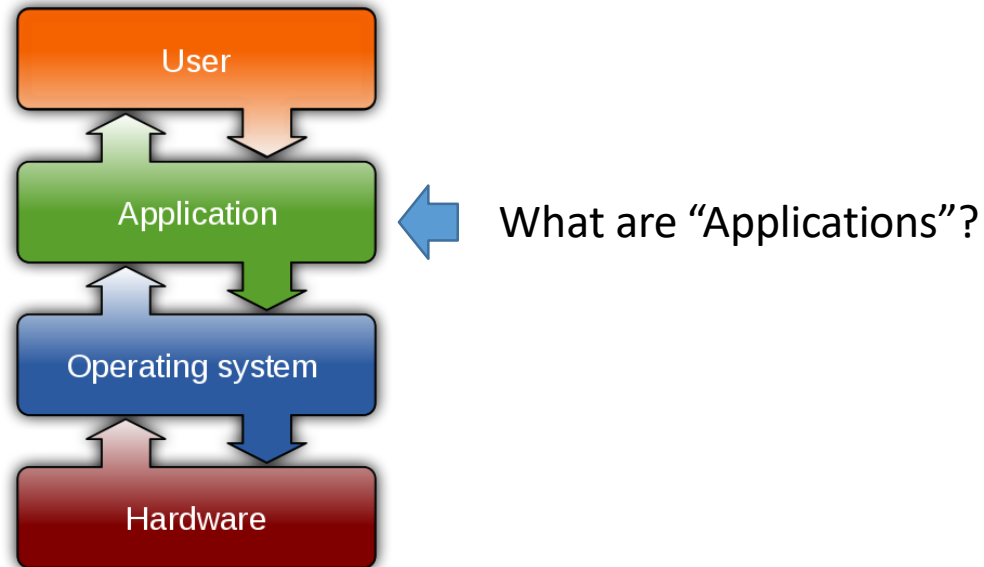 User
Application
What are “Applications”?
Operating system
Hardware